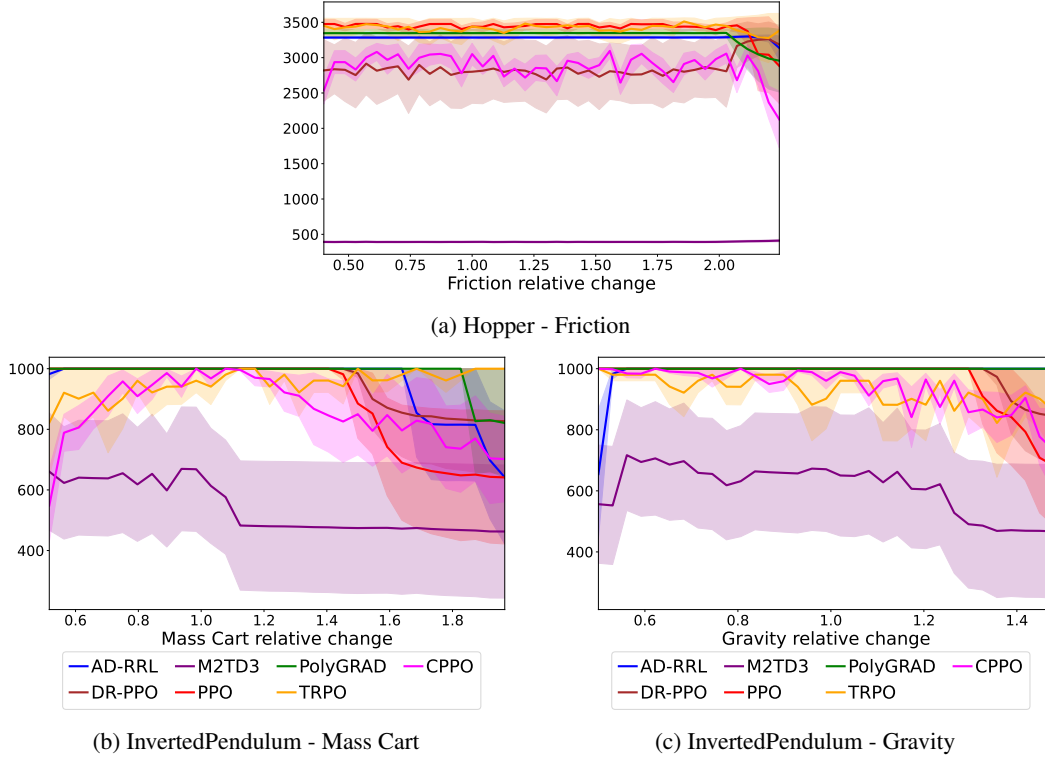 3500
3000
2500
2000
1500
1000
500
0.50 0.75 1.00 1.25 1.50 1.75 2.00
Friction relative change
(a) Hopper - Friction
1000
800
600
400
0.6 0.8 1.0 1.2 1.4 1.6 1.8
Mass Cart relative change
AD-RRL M2TD3 PolyGRAD CPPO
DR-PPO PPO TRPO
(b) InvertedPendulum - Mass Cart
1000
800
600
400
0.6 0.8 1.0 1.2 1.4
Gravity relative change
AD-RRL M2TD3 PolyGRAD CPPO
DR-PPO PPO TRPO
(c) InvertedPendulum - Gravity